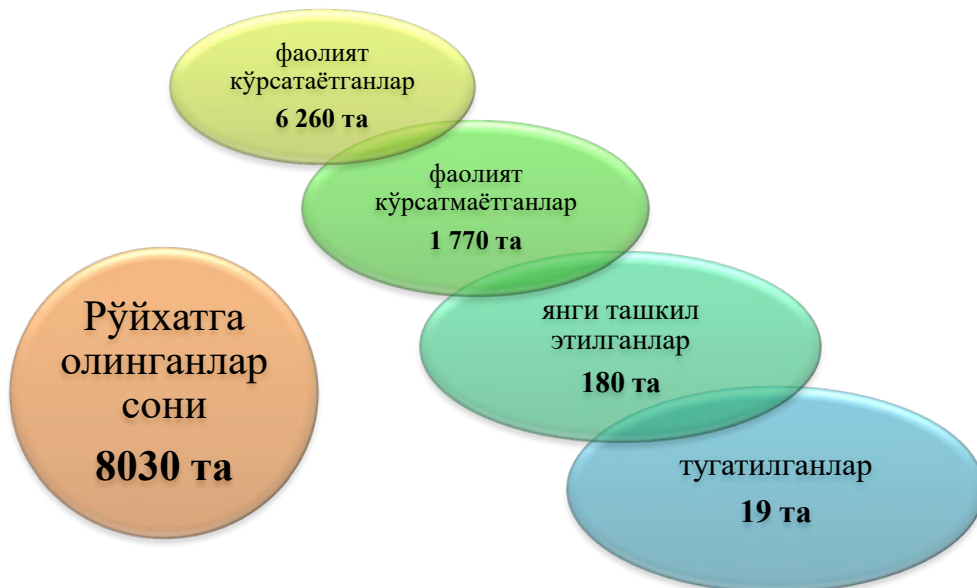 фаолият
кўрсатаётганлар
6 260 та
фаолият
кўрсатмаётганлар
1 770 та
янги ташкил
этилганлар
180 та
тугатилганлар
19 та
Рўйхатга
олинганлар
сони
8030 та